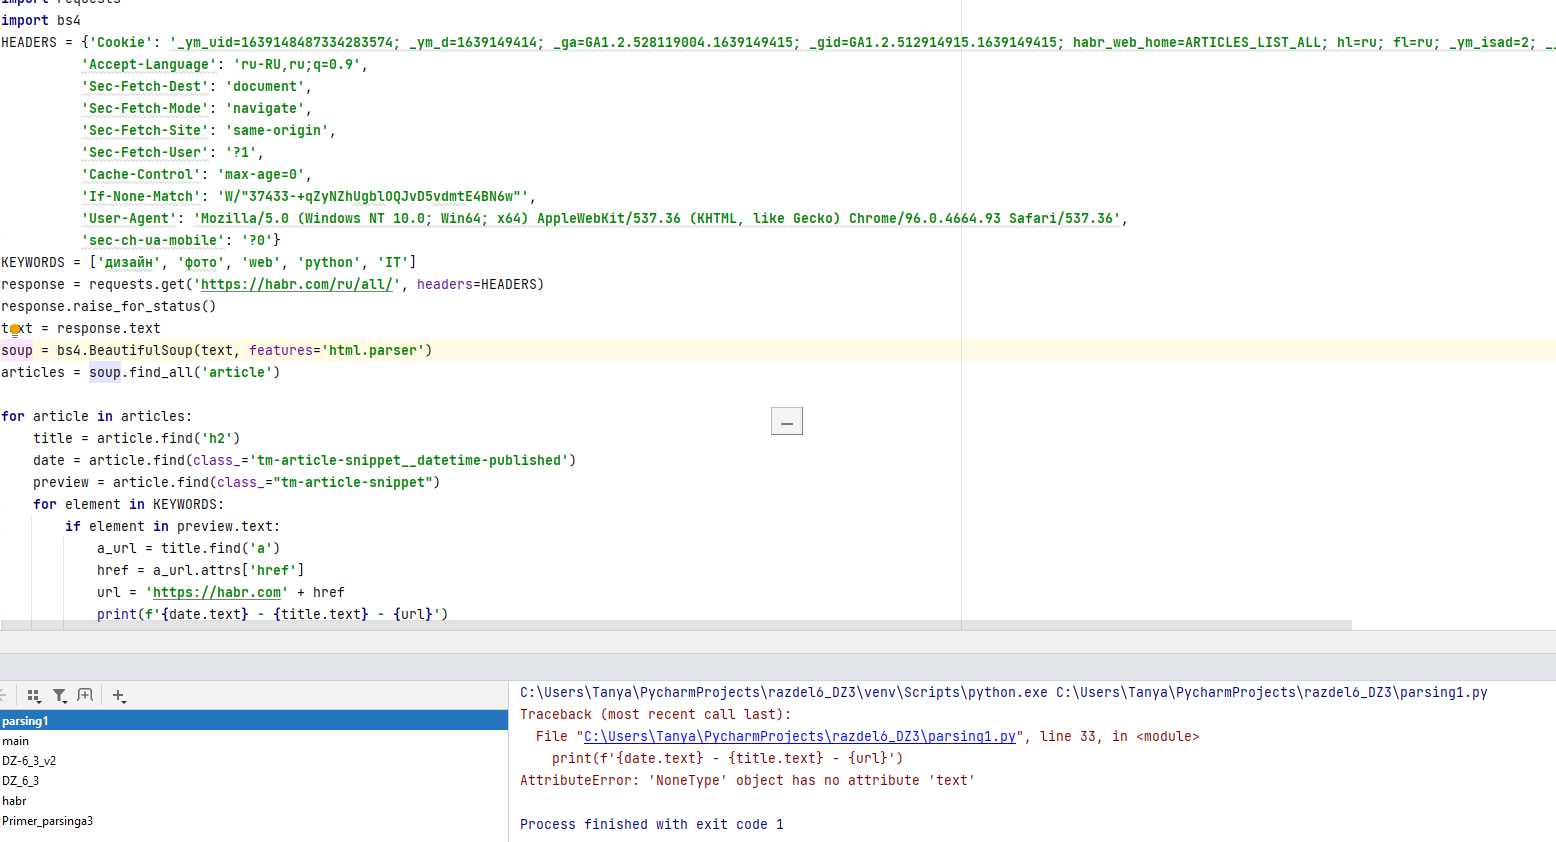 import requests
import bs4
HEADERS = {'Cookie': '_ym_uid=1639148487334283574; _ym_d=1639149414; _ga=GA1.2.528119004.1639149415; _gid=GA1.2.512914915.1639149415; habr_web_home=ARTICLES_LIST_ALL; hl=ru; fl=ru; _ym_isad=2; __
'Accept-Language': 'ru-RU,ru;q=0.9',
'Sec-Fetch-Dest': 'document',
'Sec-Fetch-Mode': 'navigate',
'Sec-Fetch-Site': 'same-origin',
'Sec-Fetch-User': '?1',
'Cache-Control': 'max-age=0',
'If-None-Match': 'W/"37433-+qZyNZhUgblOQJvD5vdmtE4BN6w"',
'User-Agent': 'Mozilla/5.0 (Windows NT 10.0; Win64; x64) AppleWebKit/537.36 (KHTML, like Gecko) Chrome/96.0.4664.93 Safari/537.36',
'sec-ch-ua-mobile': '?0'}
KEYWORDS = ['дизайн', 'фото', 'web', 'python', 'IT']
response = requests.get('https://habr.com/ru/all/', headers=HEADERS)
response.raise_for_status()
text = response.text
soup = bs4.BeautifulSoup(text, features='html.parser')
articles = soup.find_all('article')
for article in articles:
title = article.find('h2')
date = article.find(class_='tm-article-snippet__datetime-published')
preview = article.find(class_="tm-article-snippet")
for element in KEYWORDS:
if element in preview.text:
a_url = title.find('a')
href = a_url.attrs['href']
url = 'https://habr.com' + href
print(f'{date.text} - {title.text} - {url}')
parsing1
main
DZ-6_3_v2
DZ_6_3
habr
Primer_parsinga3
C:\Users\Tanya\PycharmProjects\razdel6_DZ3\venv\Scripts\python.exe C:\Users\Tanya\PycharmProjects\razdel6_DZ3\parsing1.py
Traceback (most recent call last):
File "C:\Users\Tanya\PycharmProjects\razdel6_DZ3\parsing1.py", line 33, in <module>
print(f'{date.text} - {title.text} - {url}')
AttributeError: 'NoneType' object has no attribute 'text'
Process finished with exit code 1